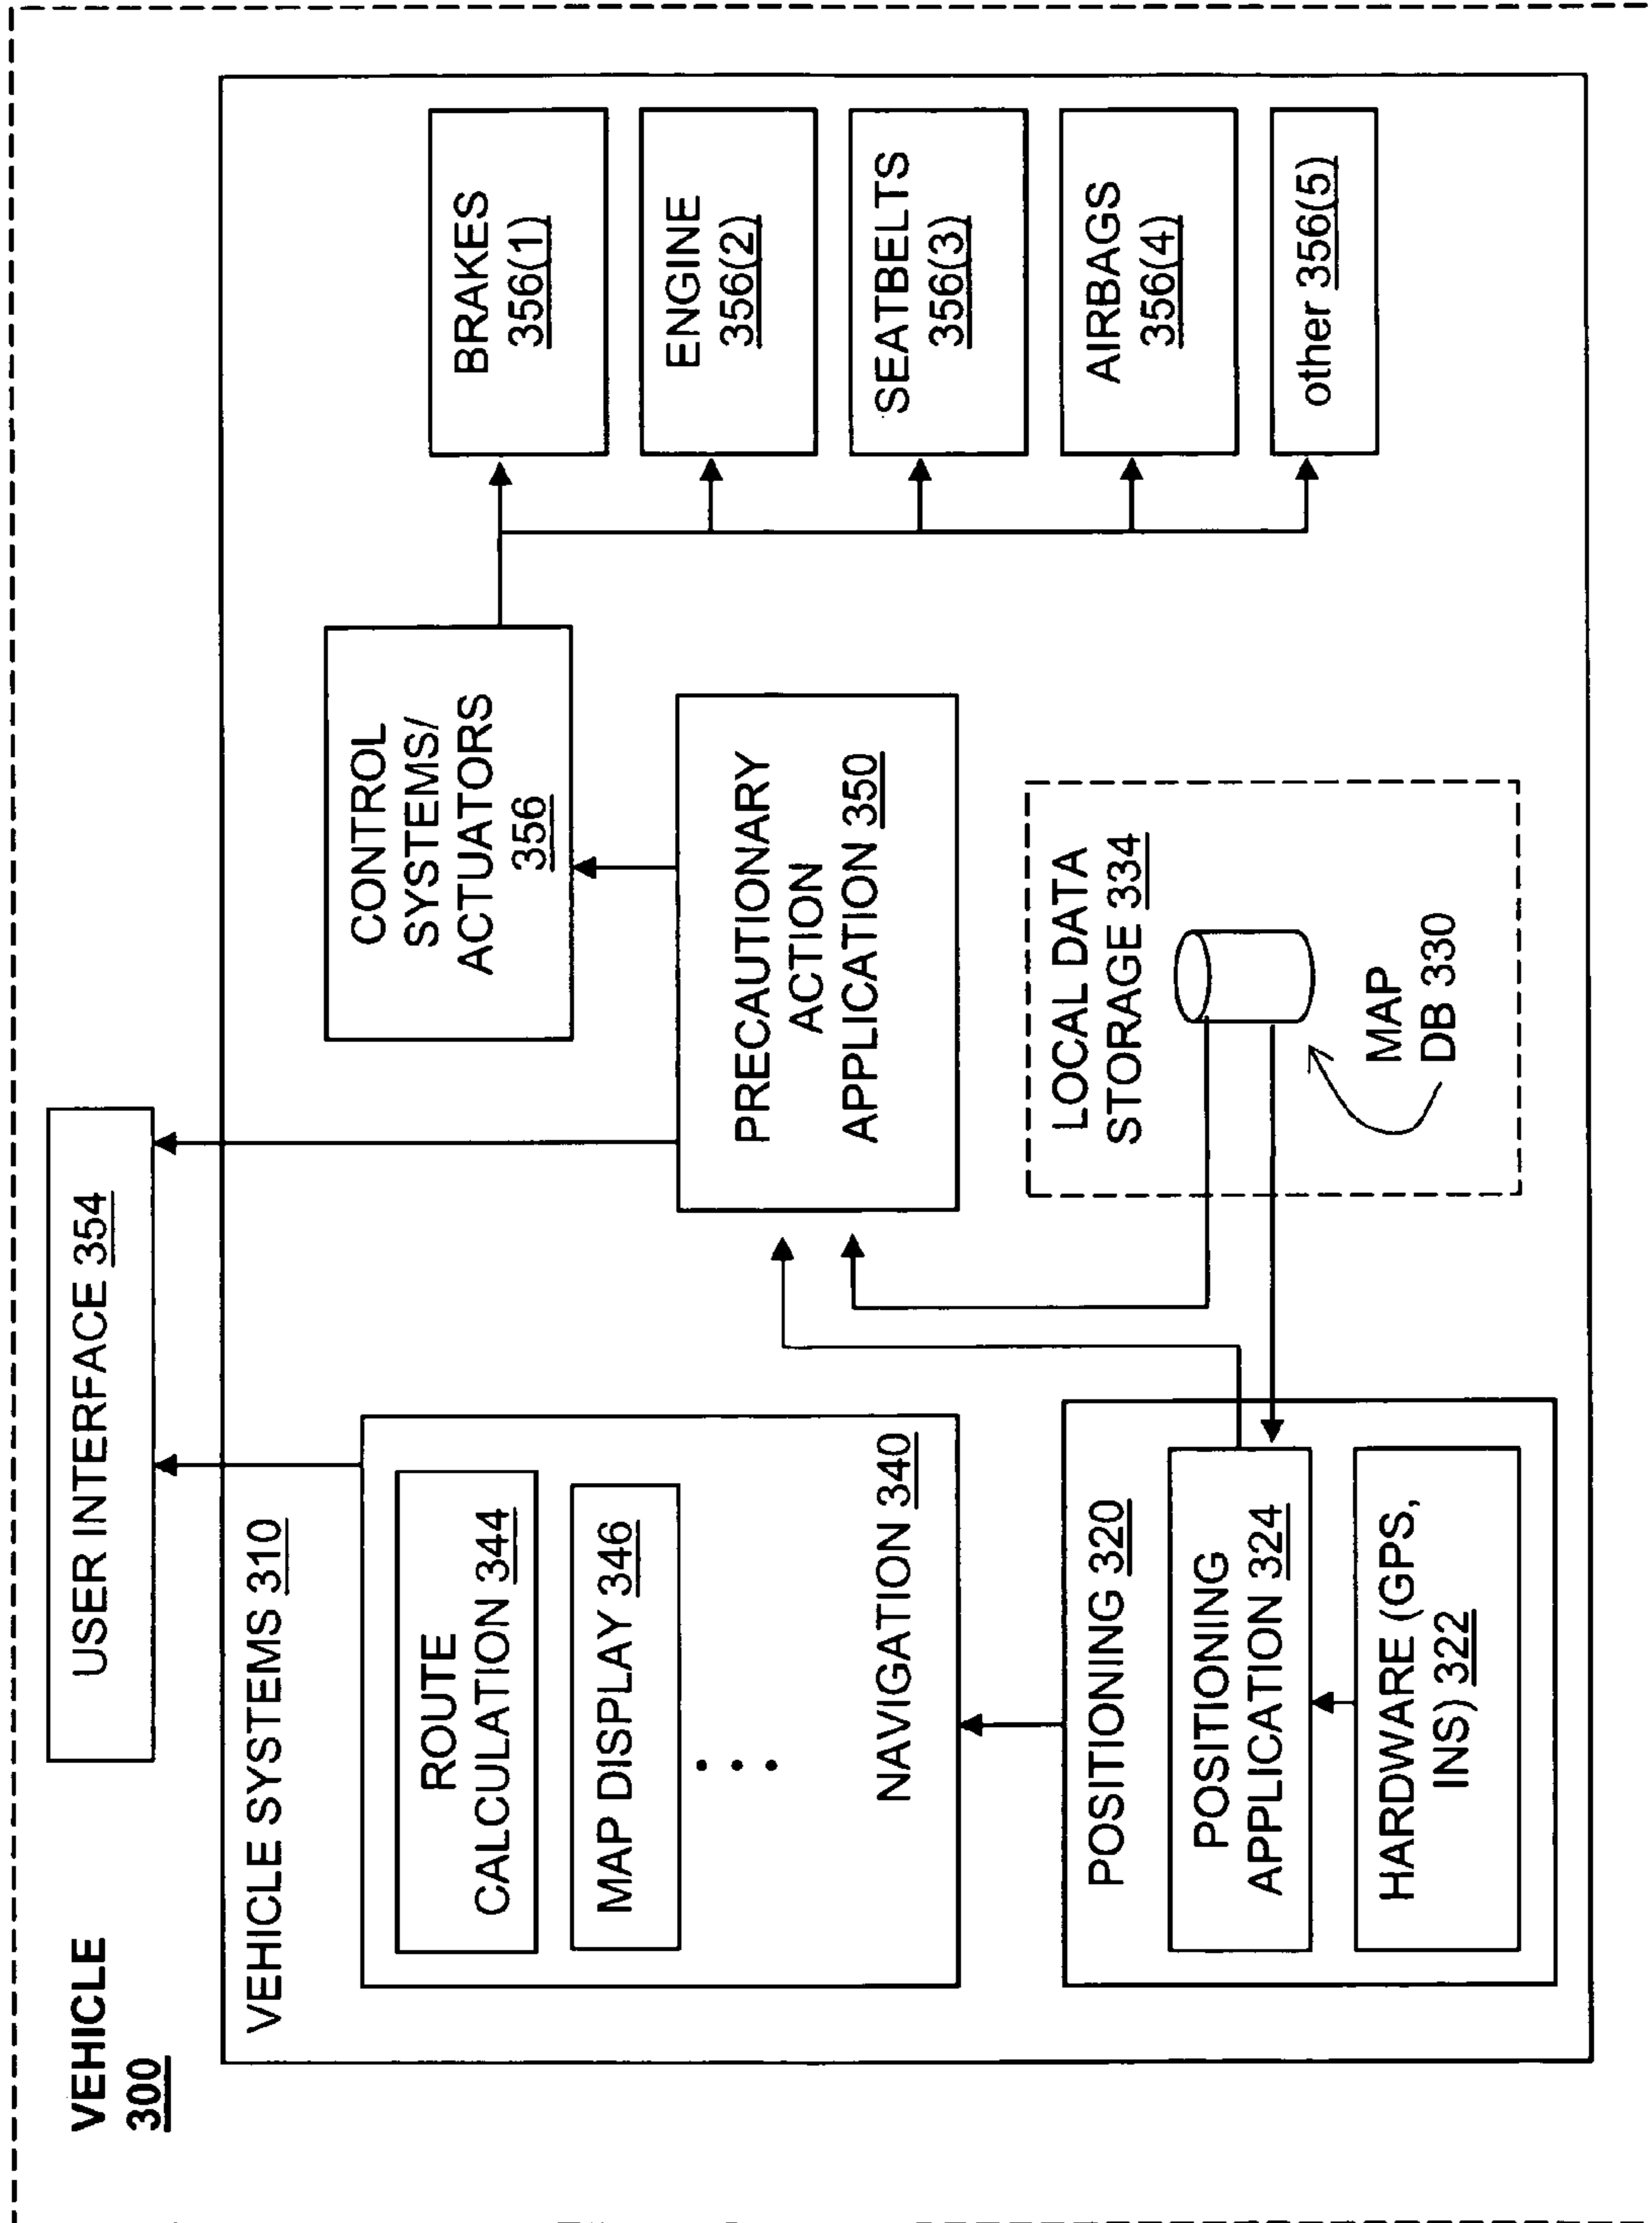 VEHICLE
300
USER INTERFACE 354
VEHICLE SYSTEMS 310
ROUTE
CALCULATION 344
MAP DISPLAY 346
NAVIGATION 340
POSITIONING 320
POSITIONING
APPLICATION 324
HARDWARE (GPS,
INS) 322
CONTROL
SYSTEMS/
ACTUATORS
356
PRECAUTIONARY
ACTION
APPLICATION 350
LOCAL DATA
STORAGE 334
MAP
DB 330
BRAKES
356(1)
ENGINE
356(2)
SEATBELTS
356(3)
AIRBAGS
356(4)
other 356(5)